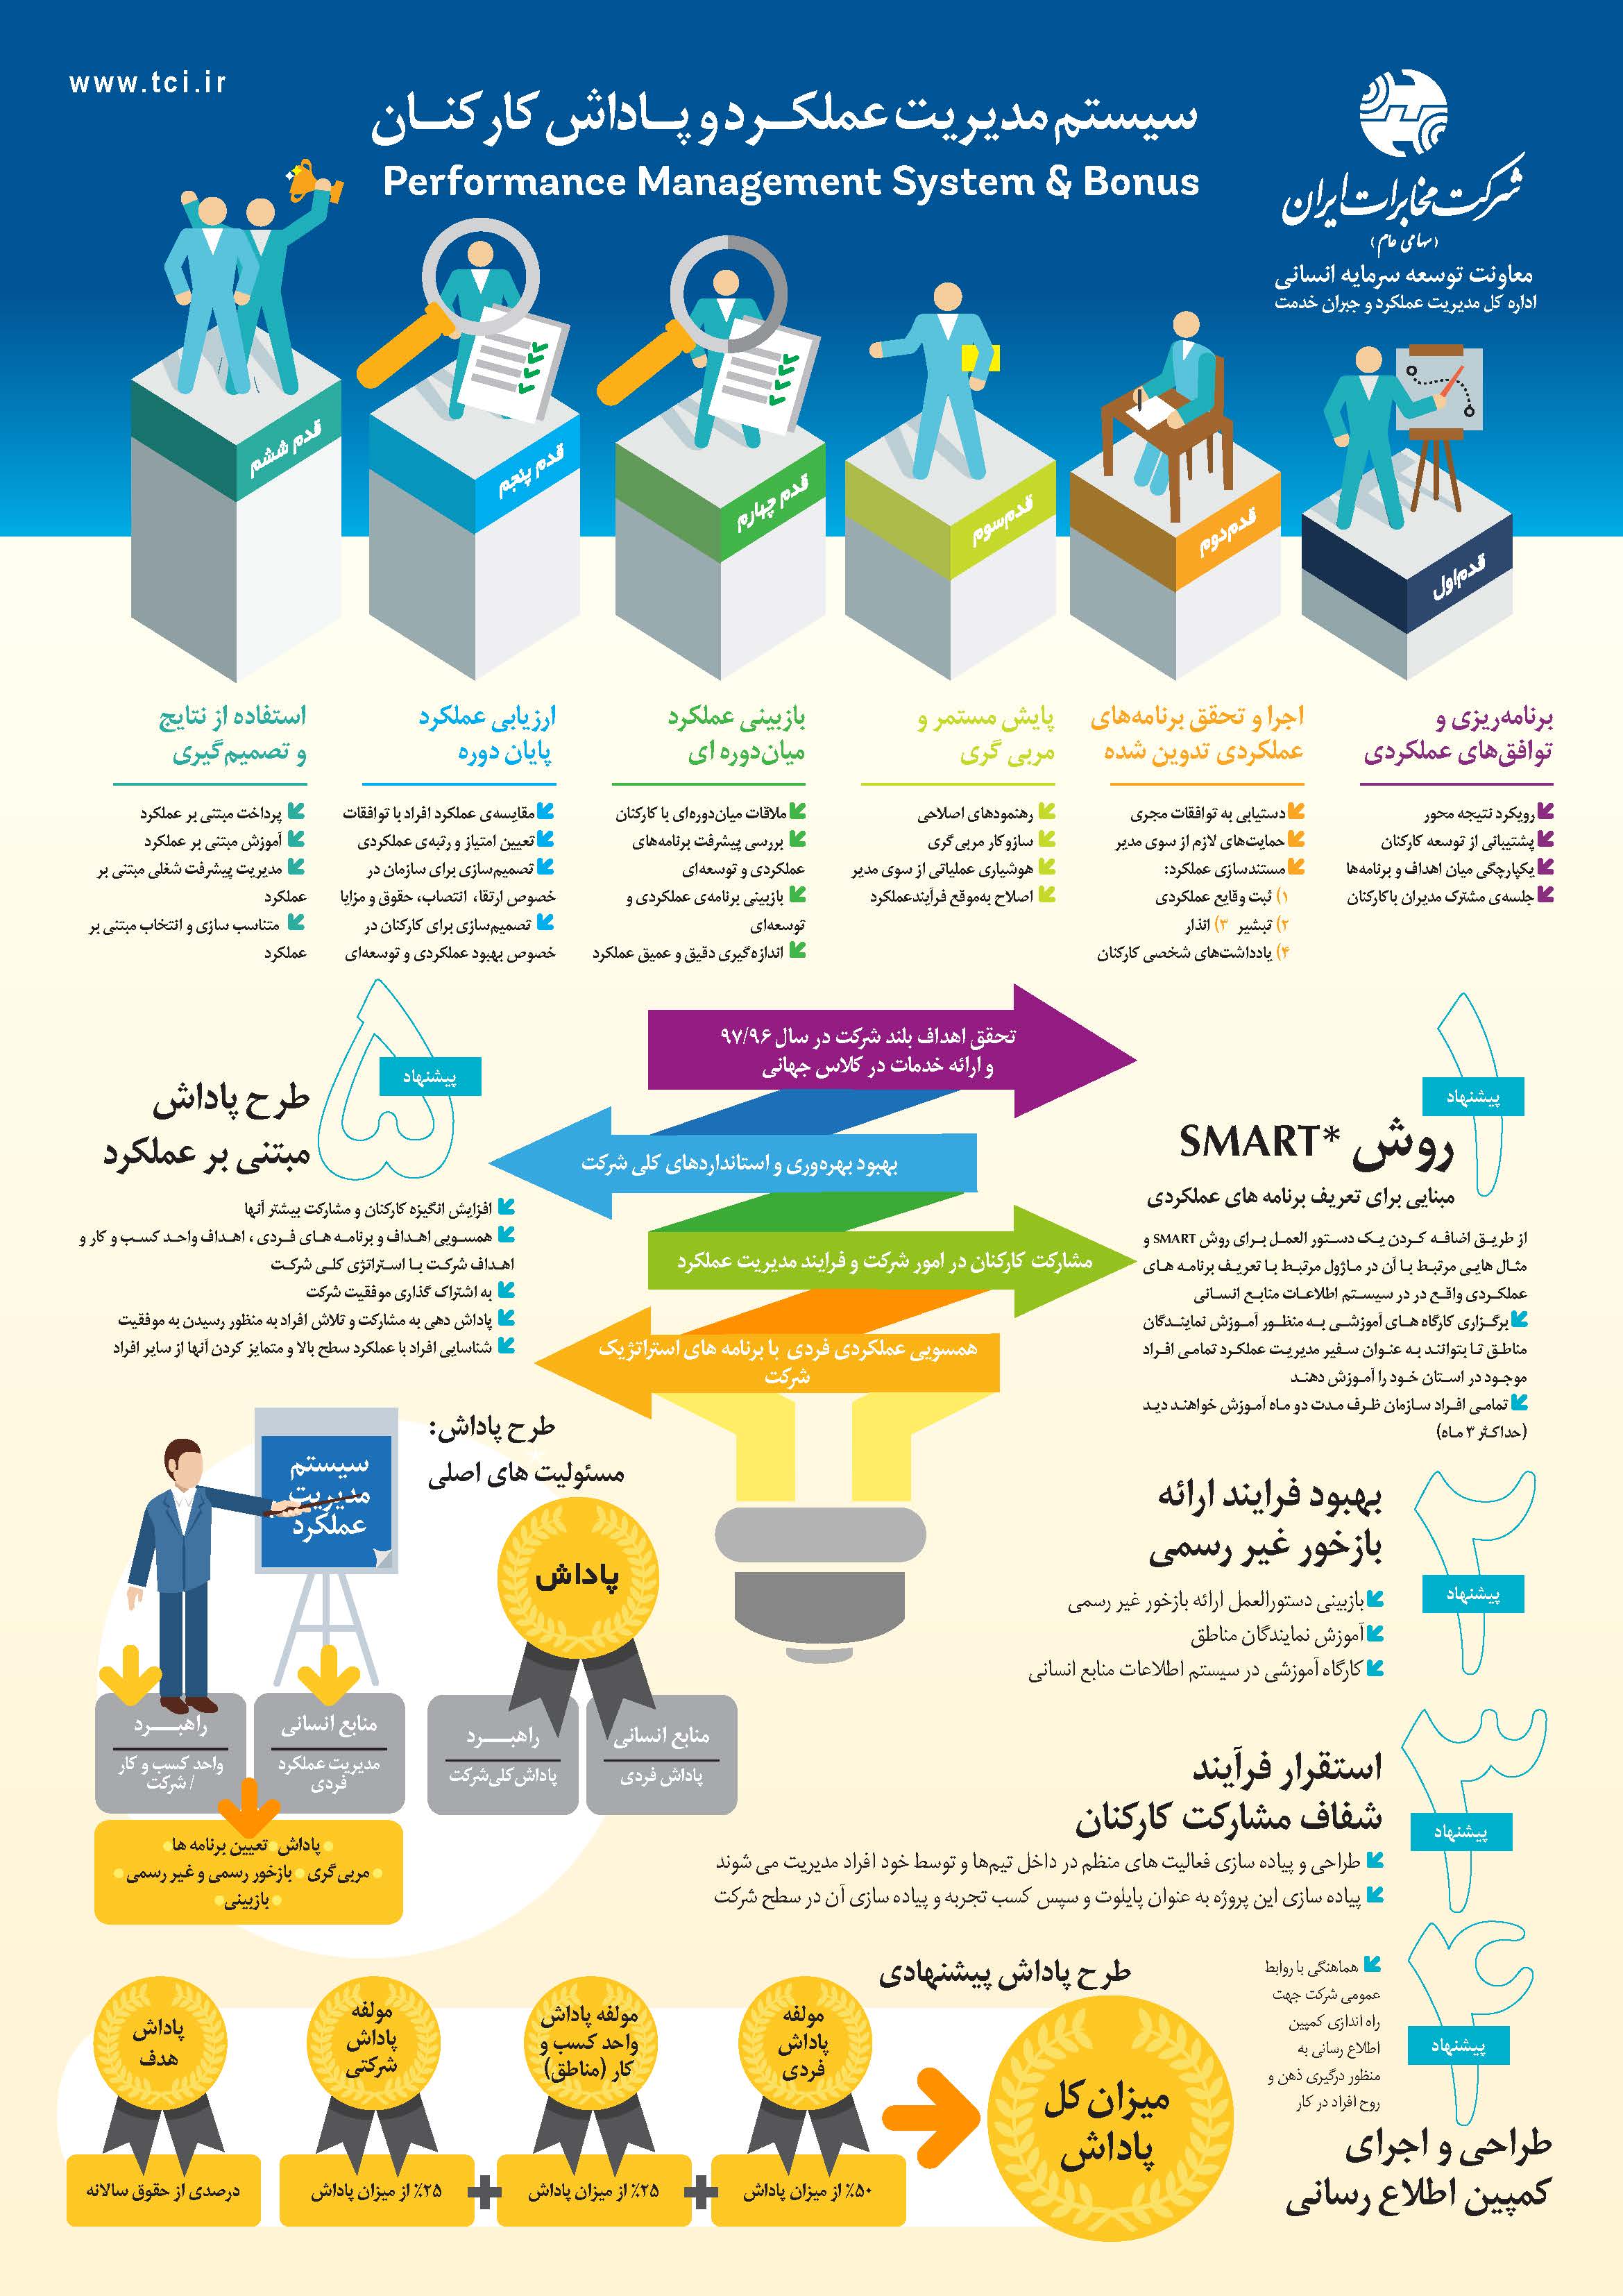 www.tci.ir
سیستم مدیریت عملکرد و پاداش کارکنان
Performance Management System & Bonus
شرکت مخابرات ایران
(سهامی عام)
معاونت توسعه سرمایه انسانی
اداره کل مدیریت عملکرد و جبران خدمت
قدم اول
قدم دوم
قدم سوم
قدم چهارم
قدم پنجم
قدم ششم
برنامه‌ریزی و
توافق‌های عملکردی
رویکرد نتیجه محور
پشتیبانی از توسعه کارکنان
یکپارچگی میان اهداف و برنامه‌ها
جلسه‌ی مشترک مدیران با کارکنان
اجرا و تحقق برنامه‌های
عملکردی تدوین شده
دستیابی به توافقات مجری
حمایت‌های لازم از سوی مدیر
مستندسازی عملکرد:
۱) ثبت وقایع عملکردی
۲) تبشیر ۳) انذار
۴) یادداشت‌های شخصی کارکنان
پایش مستمر و
مربی گری
رهنمودهای اصلاحی
سازوکار مربی گری
هوشیاری عملیاتی از سوی مدیر
اصلاح به‌موقع فرآیندعملکرد
بازبینی عملکرد
میان‌دوره ای
ملاقات میان‌دوره‌ای با کارکنان
بررسی پیشرفت برنامه‌های
عملکردی و توسعه‌ای
بازبینی برنامه‌ی عملکردی و
توسعه‌ای
اندازه‌گیری دقیق و عمیق عملکرد
ارزیابی عملکرد
پایان دوره
مقایسه‌ی عملکرد افراد با توافقات
تعیین امتیاز و رتبه‌ی عملکردی
تصمیم‌سازی برای سازمان در
خصوص ارتقاء، انتصاب، حقوق و مزایا
تصمیم‌سازی برای کارکنان در
خصوص بهبود عملکردی و توسعه‌ای
استفاده از نتایج
و تصمیم‌گیری
پرداخت مبتنی بر عملکرد
آموزش مبتنی بر عملکرد
مدیریت پیشرفت شغلی مبتنی بر
عملکرد
متناسب سازی و انتخاب مبتنی بر
عملکرد
تحقق اهداف بلند شرکت در سال ۹۷/۹۶
و ارائه خدمات در کلاس جهانی
بهبود بهره‌وری و استانداردهای کلی شرکت
مشارکت کارکنان در امور شرکت و فرایند مدیریت عملکرد
همسویی عملکردی فردی با برنامه های استراتژیک
شرکت
۱
پیشنهاد
روش SMART*
مبنایی برای تعریف برنامه های عملکردی
از طریق اضافه کردن یک دستور العمل برای روش SMART و
مثال هایی مرتبط با آن در ماژول مرتبط با تعریف برنامه های
عملکردی واقع در در سیستم اطلاعات منابع انسانی
برگزاری کارگاه های آموزشی به منظور آموزش نمایندگان
مناطق تا بتوانند به عنوان سفیر مدیریت عملکرد تمامی افراد
موجود در استان خود را آموزش دهند
تمامی افراد سازمان ظرف مدت دو ماه آموزش خواهند دید
(حداکثر ۳ ماه)
۲
پیشنهاد
بهبود فرایند ارائه
بازخور غیر رسمی
بازبینی دستورالعمل ارائه بازخور غیر رسمی
آموزش نمایندگان مناطق
کارگاه آموزشی در سیستم اطلاعات منابع انسانی
۳
پیشنهاد
استقرار فرآیند
شفاف مشارکت کارکنان
طراحی و پیاده سازی فعالیت های منظم در داخل تیم‌ها و توسط خود افراد مدیریت می شوند
پیاده سازی این پروژه به عنوان پایلوت و سپس کسب تجربه و پیاده سازی آن در سطح شرکت
۴
پیشنهاد
هماهنگی با روابط
عمومی شرکت جهت
راه اندازی کمپین
اطلاع رسانی به
منظور درگیری ذهن و
روح افراد در کار
طراحی و اجرای
کمپین اطلاع رسانی
۵
پیشنهاد
طرح پاداش
مبتنی بر عملکرد
افزایش انگیزه کارکنان و مشارکت بیشتر آنها
همسویی اهداف و برنامه های فردی ، اهداف واحد کسب و کار و
اهداف شرکت با استراتژی کلی شرکت
به اشتراک گذاری موفقیت شرکت
پاداش دهی به مشارکت و تلاش افراد به منظور رسیدن به موفقیت
شناسایی افراد با عملکرد سطح بالا و متمایز کردن آنها از سایر افراد
طرح پاداش:
مسئولیت های اصلی
سیستم
مدیریت
عملکرد
پاداش
منابع انسانی
پاداش فردی
راهبرد
پاداش کلی شرکت
منابع انسانی
مدیریت عملکرد
فردی
راهبرد
واحد کسب و کار
/ شرکت
پاداش • تعیین برنامه ها
مربی گری • بازخور رسمی و غیر رسمی
بازبینی
طرح پاداش پیشنهادی
میزان کل
پاداش
مولفه
پاداش
فردی
۵۰٪ از میزان پاداش
+
مولفه پاداش
واحد کسب و
کار (مناطق)
۲۵٪ از میزان پاداش
+
مولفه
پاداش
شرکتی
۲۵٪ از میزان پاداش
پاداش
هدف
درصدی از حقوق سالانه